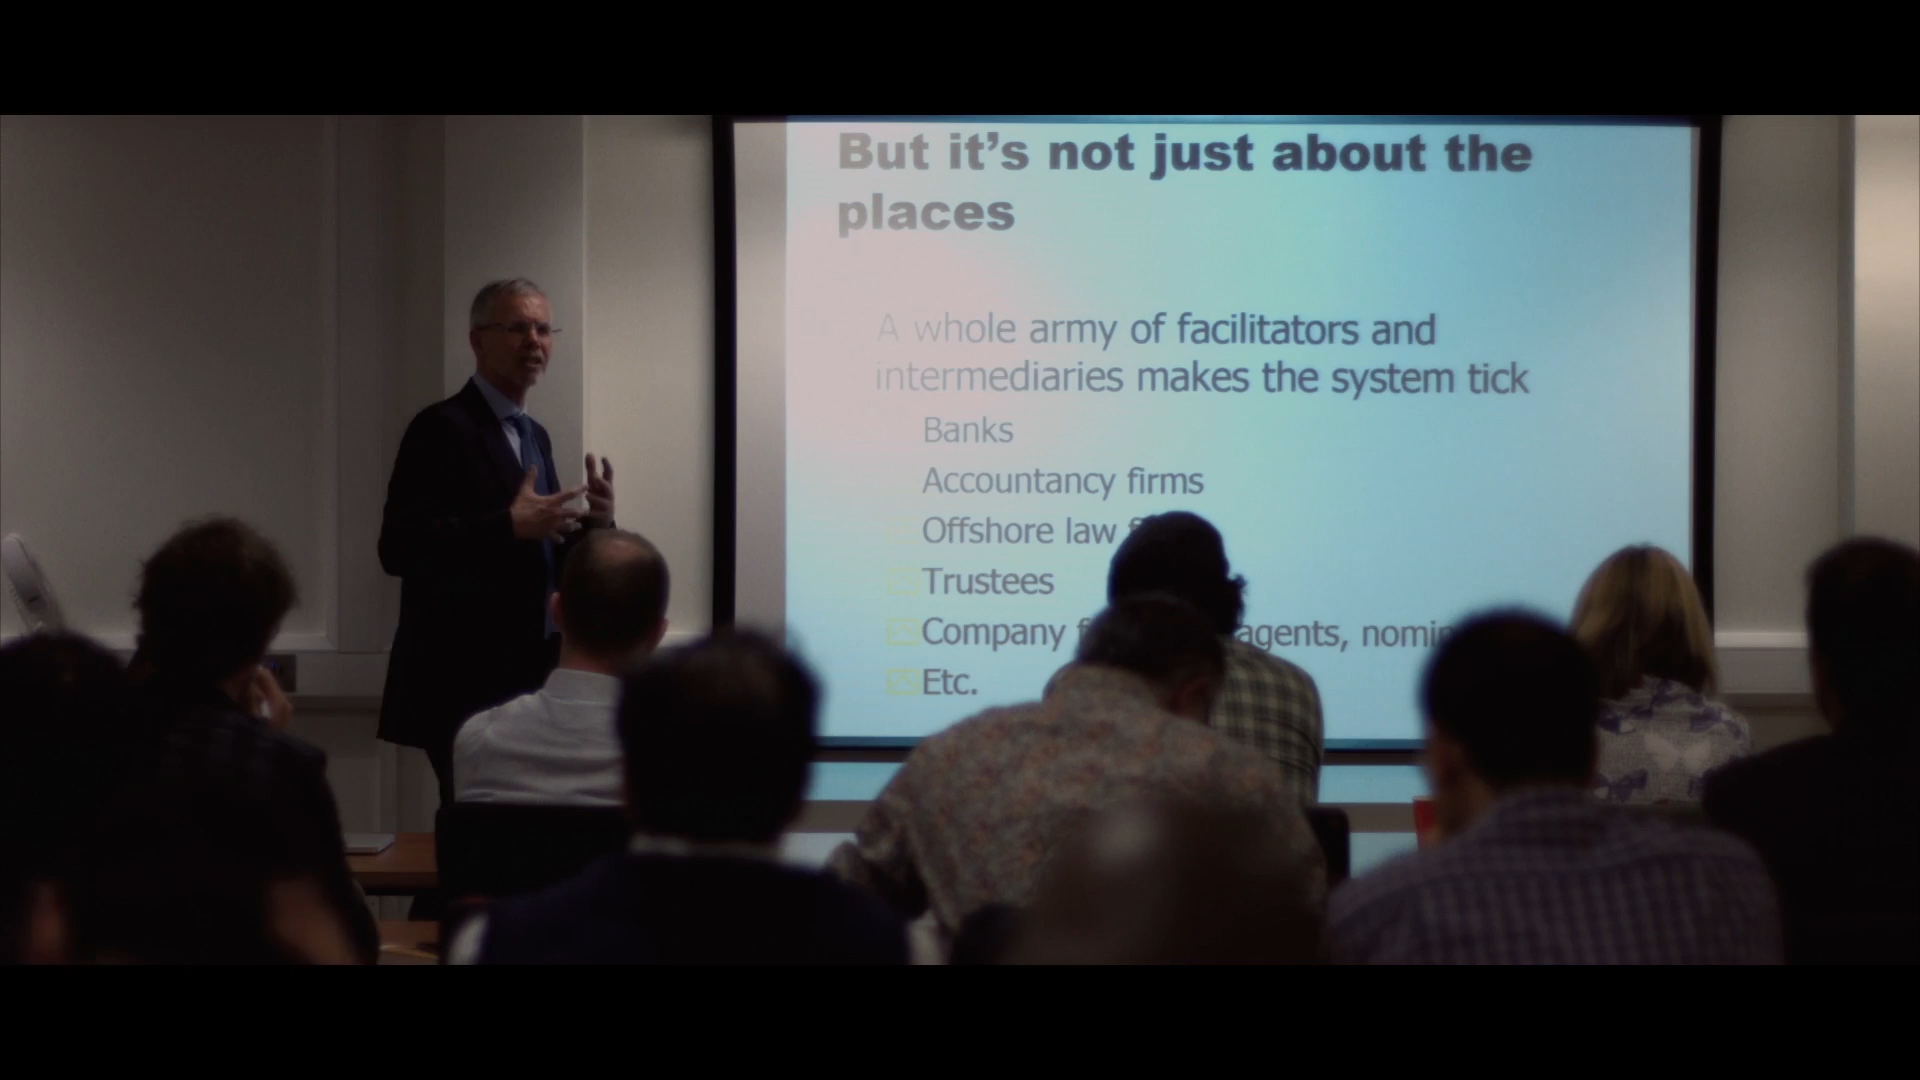 But it's not just about the
places
A whole army of facilitators and
intermediaries makes the system tick
Banks
Accountancy firms
Offshore law
Trustees
Company
agents,
Etc.